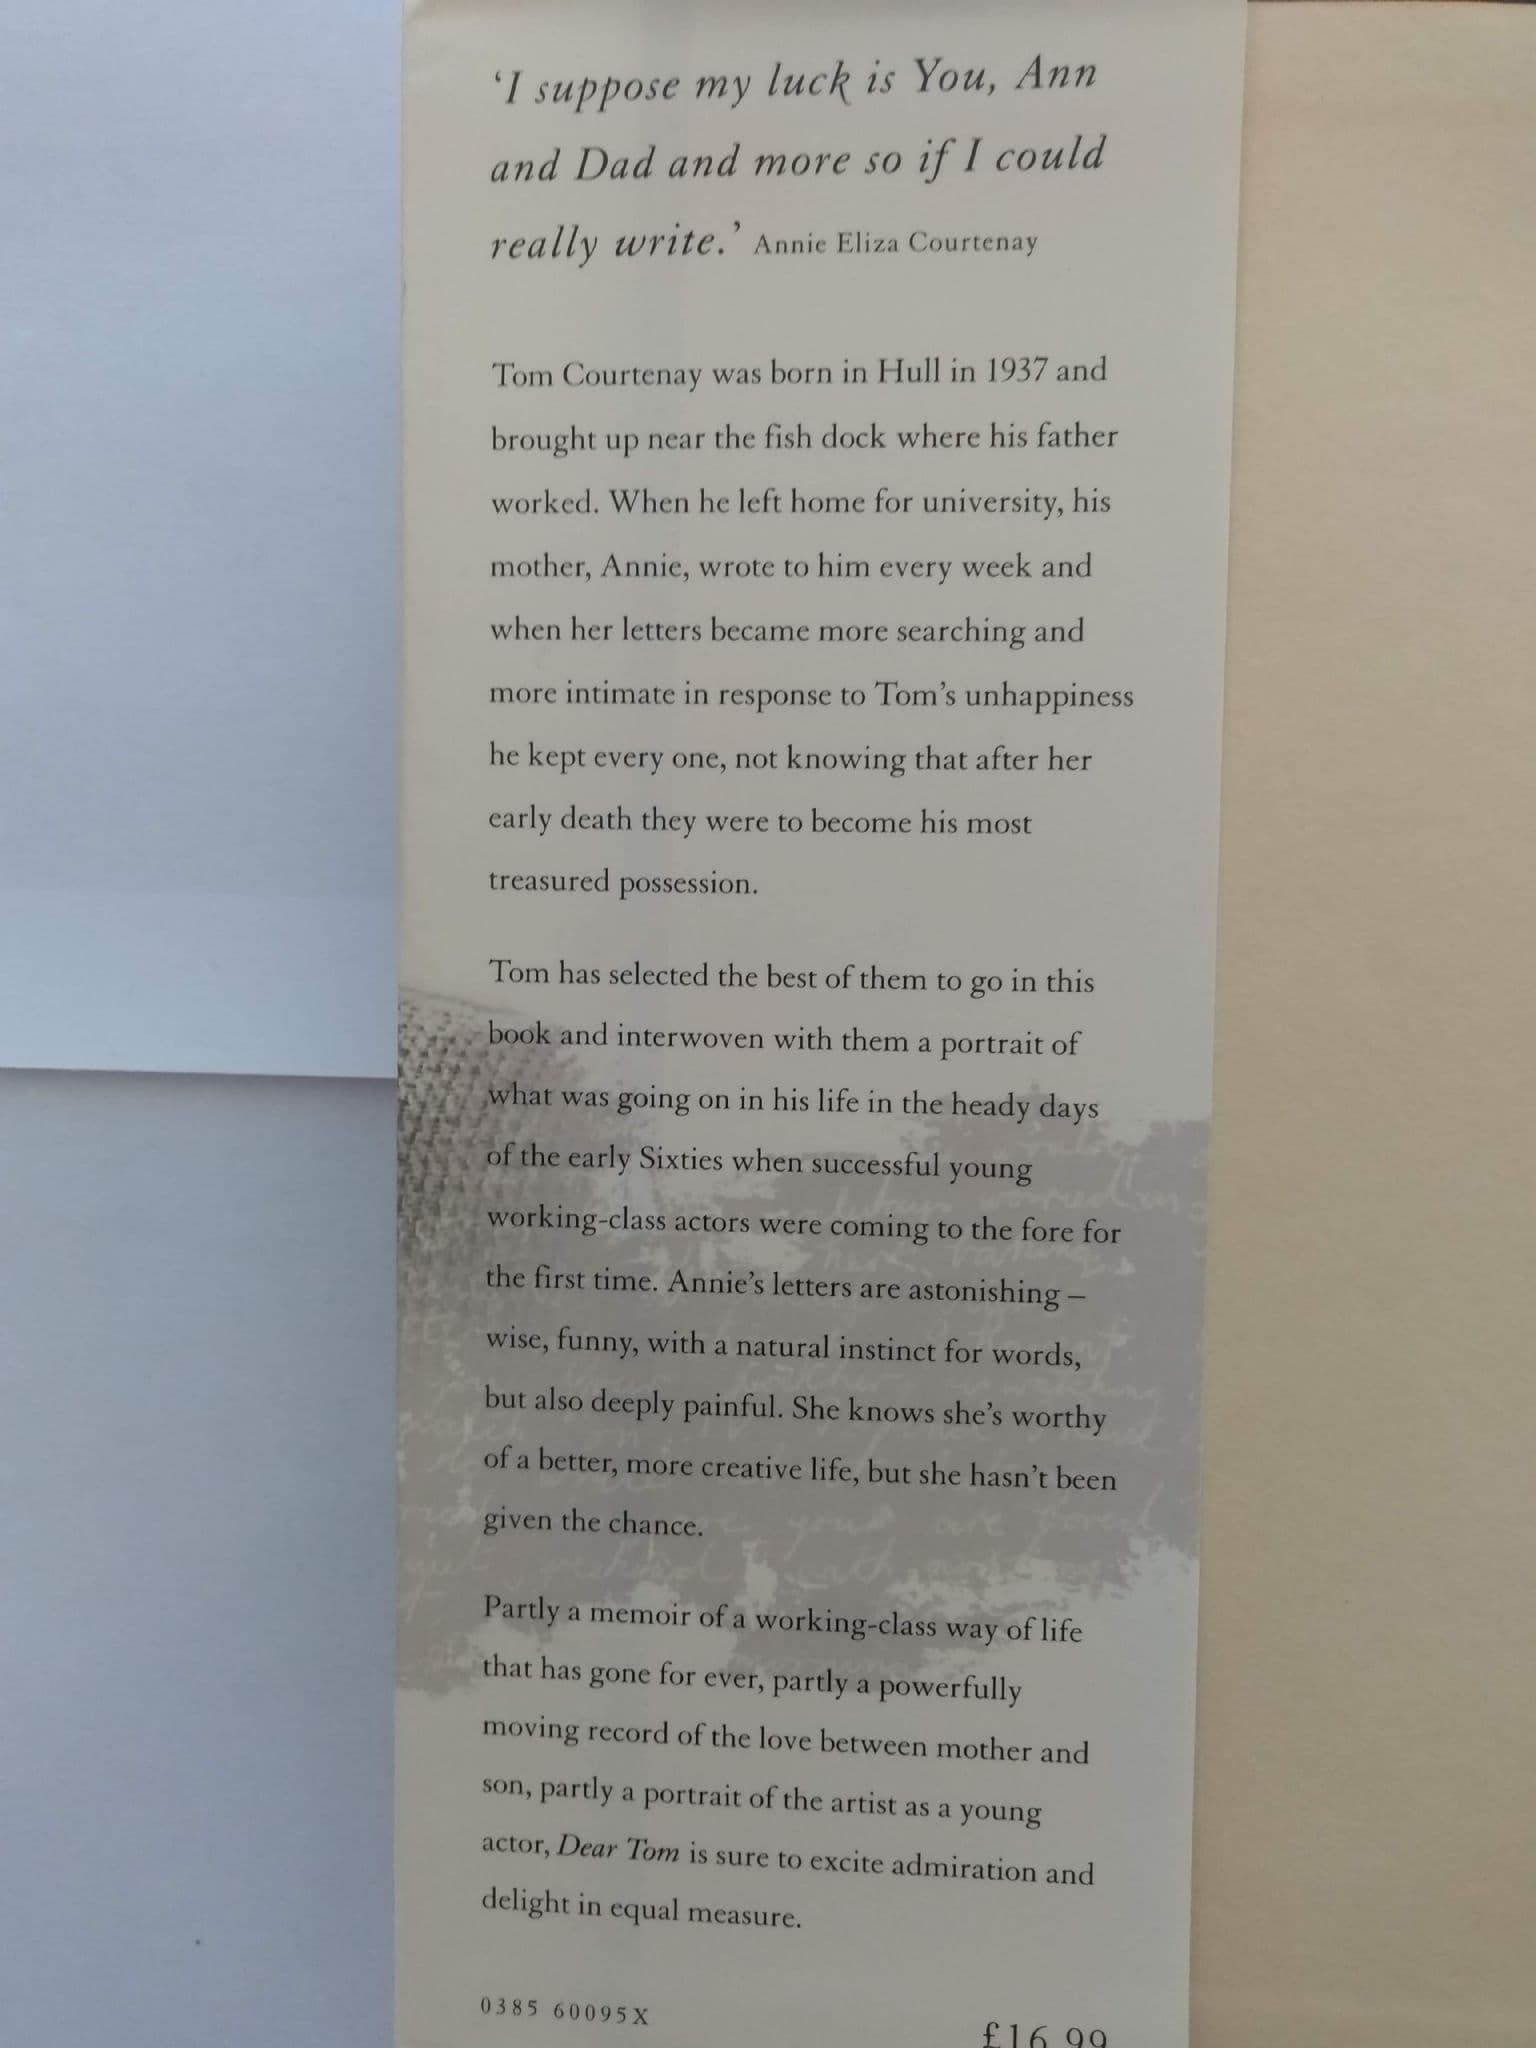 ‘I suppose my luck is You, Ann
and Dad and more so if I could
really write.’ Annie Eliza Courtenay
Tom Courtenay was born in Hull in 1937 and
brought up near the fish dock where his father
worked. When he left home for university, his
mother, Annie, wrote to him every week and
when her letters became more searching and
more intimate in response to Tom’s unhappiness
he kept every one, not knowing that after her
early death they were to become his most
treasured possession.
Tom has selected the best of them to go in this
book and interwoven with them a portrait of
what was going on in his life in the heady days
of the early Sixties when successful young
working-class actors were coming to the fore for
the first time. Annie’s letters are astonishing –
wise, funny, with a natural instinct for words,
but also deeply painful. She knows she’s worthy
of a better, more creative life, but she hasn’t been
given the chance.
Partly a memoir of a working-class way of life
that has gone for ever, partly a powerfully
moving record of the love between mother and
son, partly a portrait of the artist as a young
actor, Dear Tom is sure to excite admiration and
delight in equal measure.
0385 60095X
£16.99